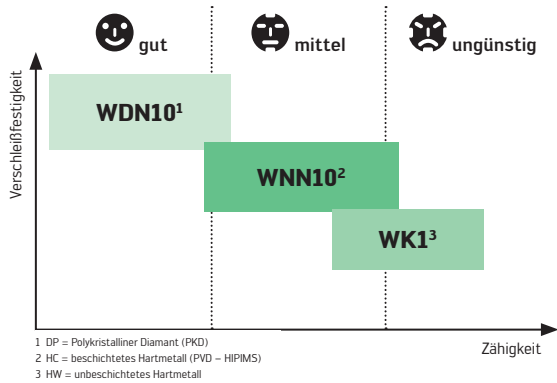 gut
mittel
ungünstig
Verschleißfestigkeit
WDN10¹
WNN10²
WK1³
Zähigkeit
1 DP = Polykristalliner Diamant (PKD)
2 HC = beschichtetes Hartmetall (PVD – HIPIMS)
3 HW = unbeschichtetes Hartmetall